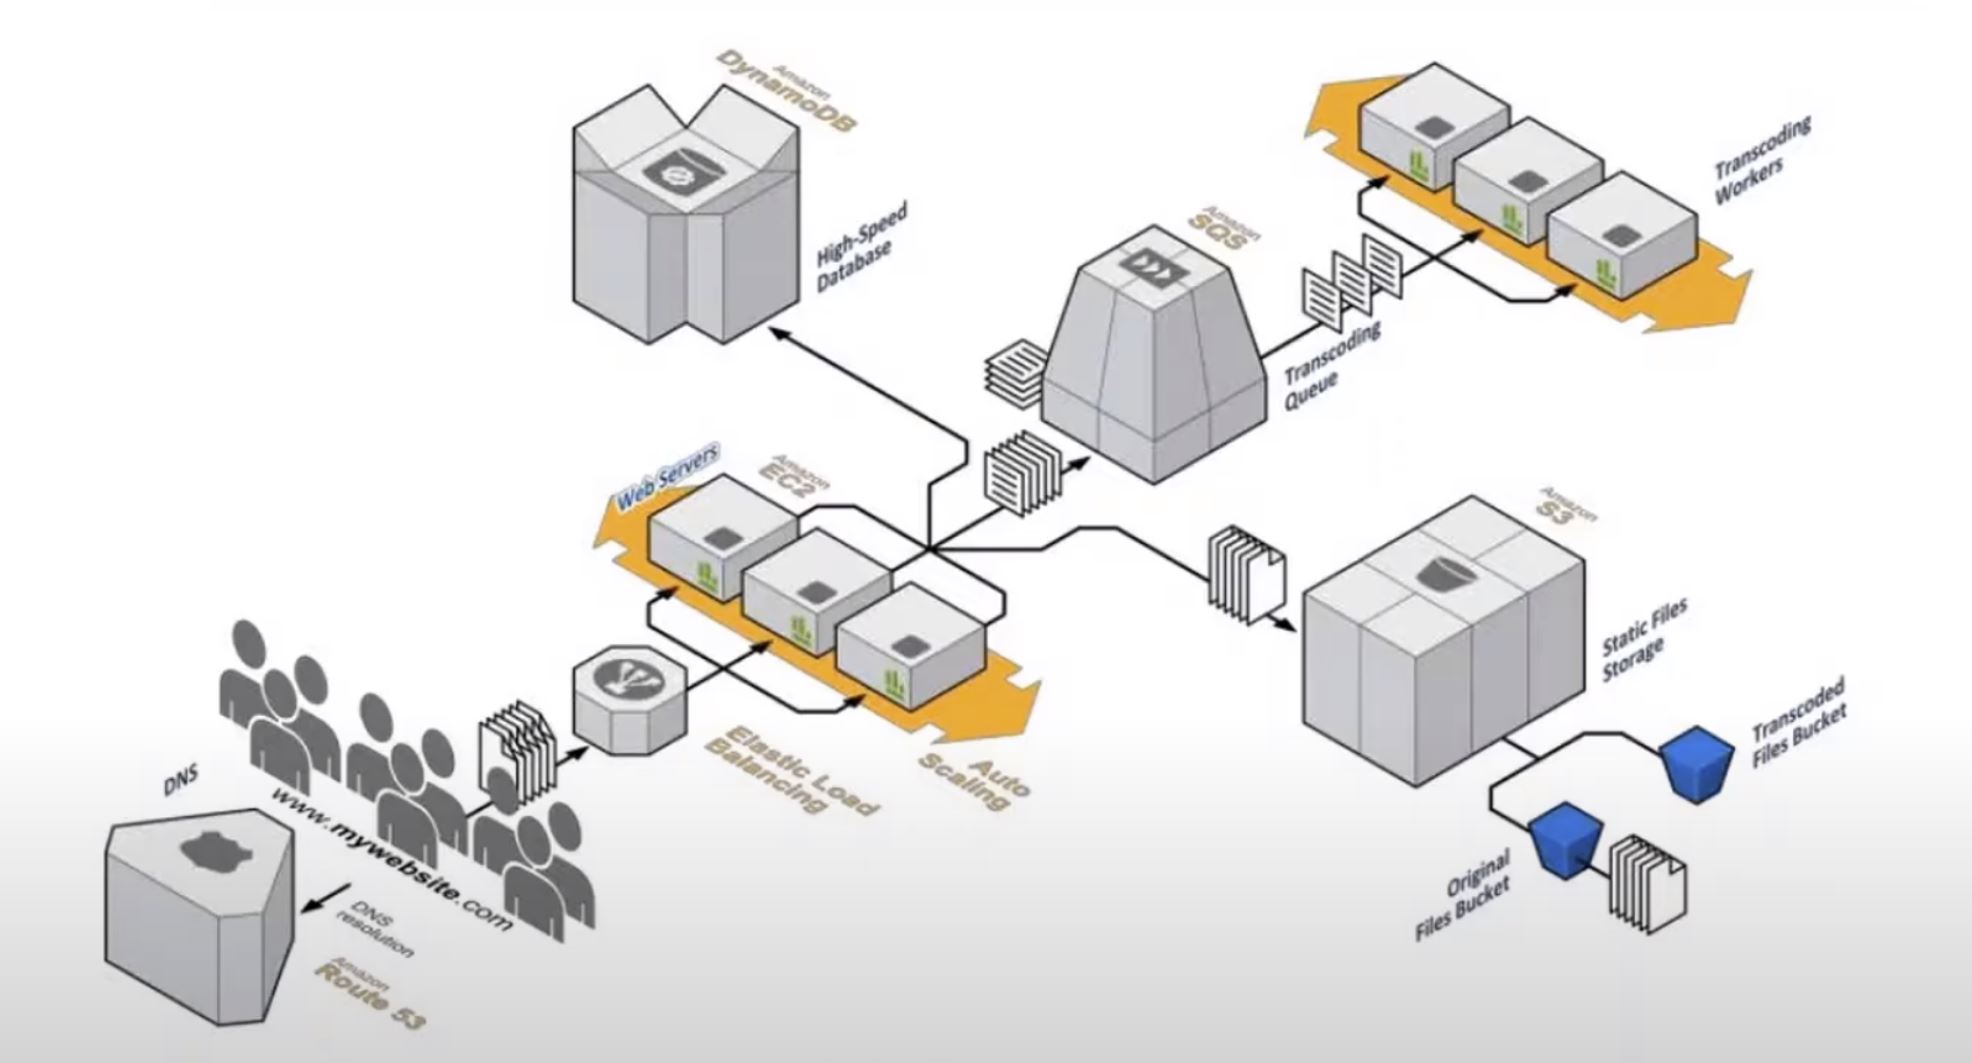 Amazon
DynamoDB
High-Speed
Database
Transcoding
Workers
Amazon
SQS
Transcoding
Queue
Web Servers
Amazon
EC2
Amazon
S3
Static Files
Storage
Transcoded
Files Bucket
Original
Files Bucket
Elastic Load
Balancing
Auto
Scaling
DNS
www.mywebsite.com
DNS
resolution
Amazon
Route 53